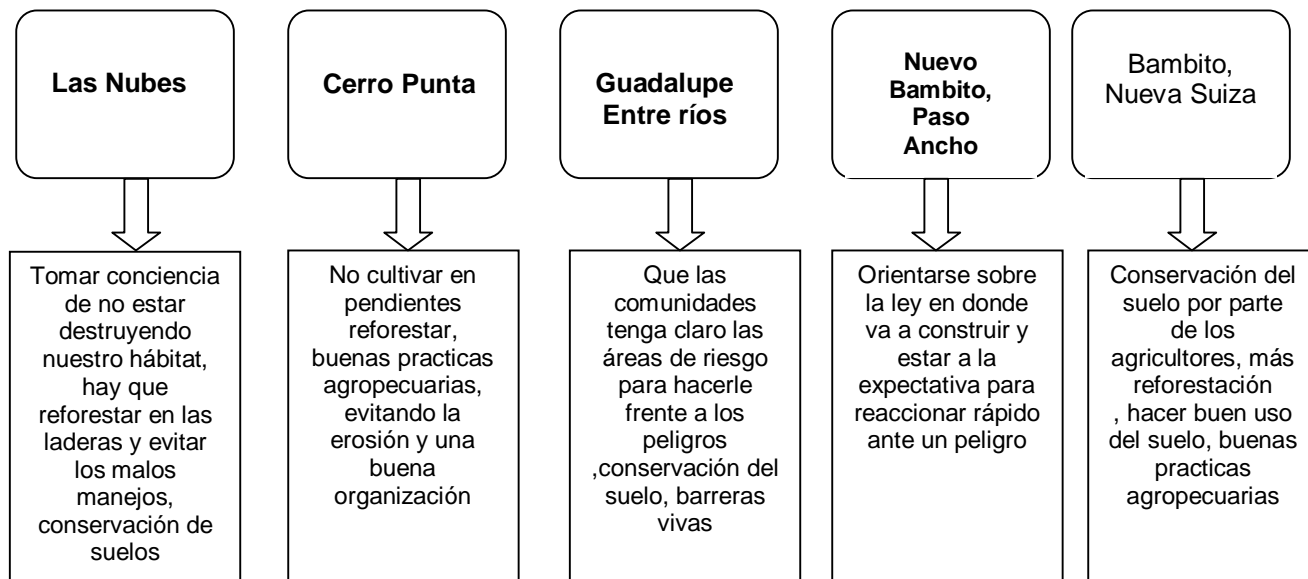 Las Nubes
Cerro Punta
Guadalupe
Entre ríos
Nuevo
Bambito,
Paso
Ancho
Bambito,
Nueva Suiza
Tomar conciencia
de no estar
destruyendo
nuestro hábitat,
hay que
reforestar en las
laderas y evitar
los malos
manejos,
conservación de
suelos
No cultivar en
pendientes
reforestar,
buenas practicas
agropecuarias,
evitando la
erosión y una
buena
organización
Que las
comunidades
tenga claro las
áreas de riesgo
para hacerle
frente a los
peligros
,conservación del
suelo, barreras
vivas
Orientarse sobre
la ley en donde
va a construir y
estar a la
expectativa para
reaccionar rápido
ante un peligro
Conservación del
suelo por parte
de los
agricultores, más
reforestación
, hacer buen uso
del suelo, buenas
practicas
agropecuarias